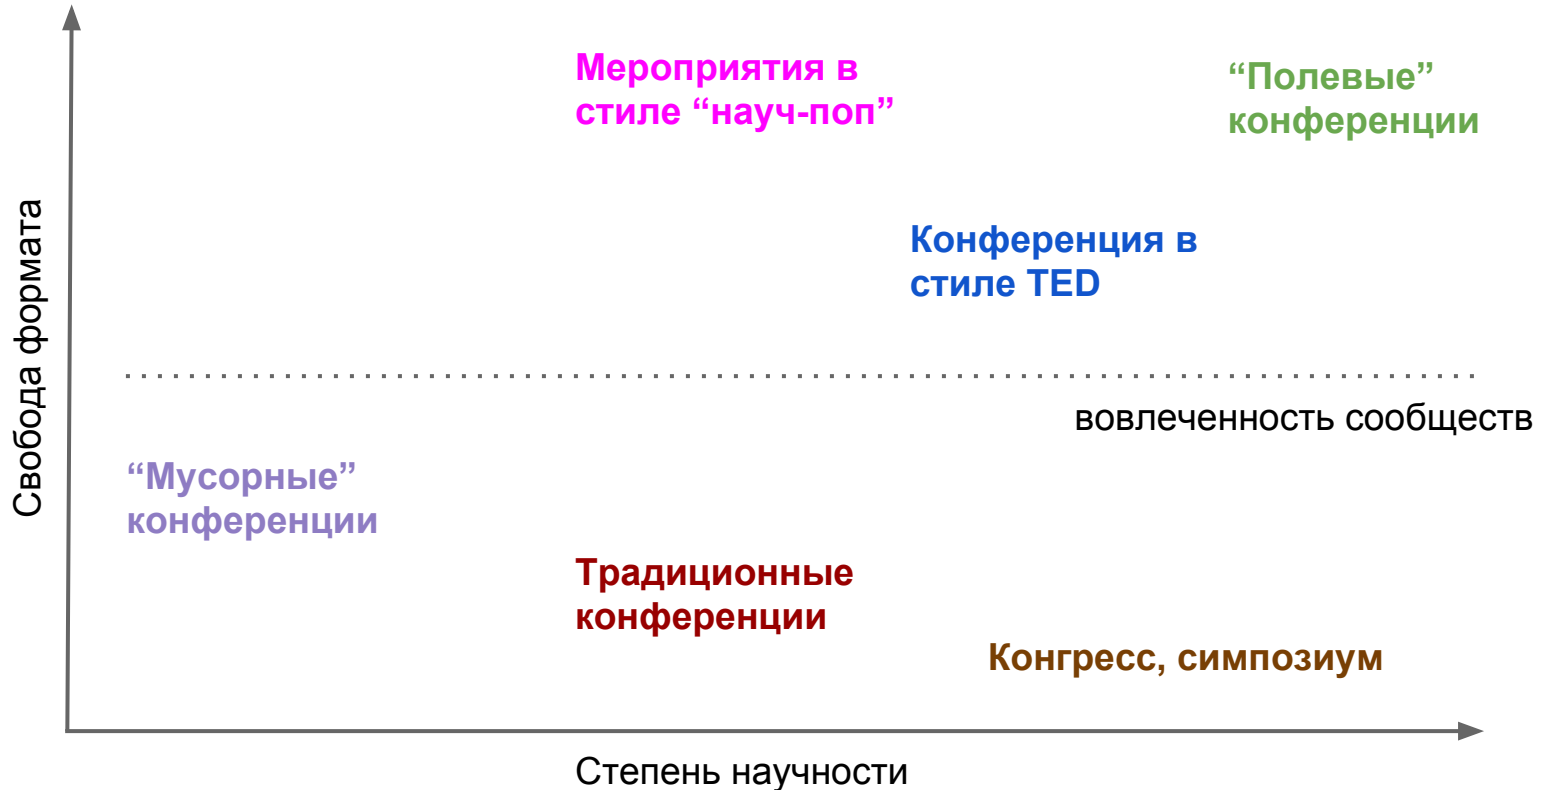 Мероприятия в
стиле “науч-поп”
“Полевые”
конференции
Конференция в
стиле TED
Свобода формата
вовлеченность сообществ
“Мусорные”
конференции
Традиционные
конференции
Конгресс, симпозиум
Степень научности